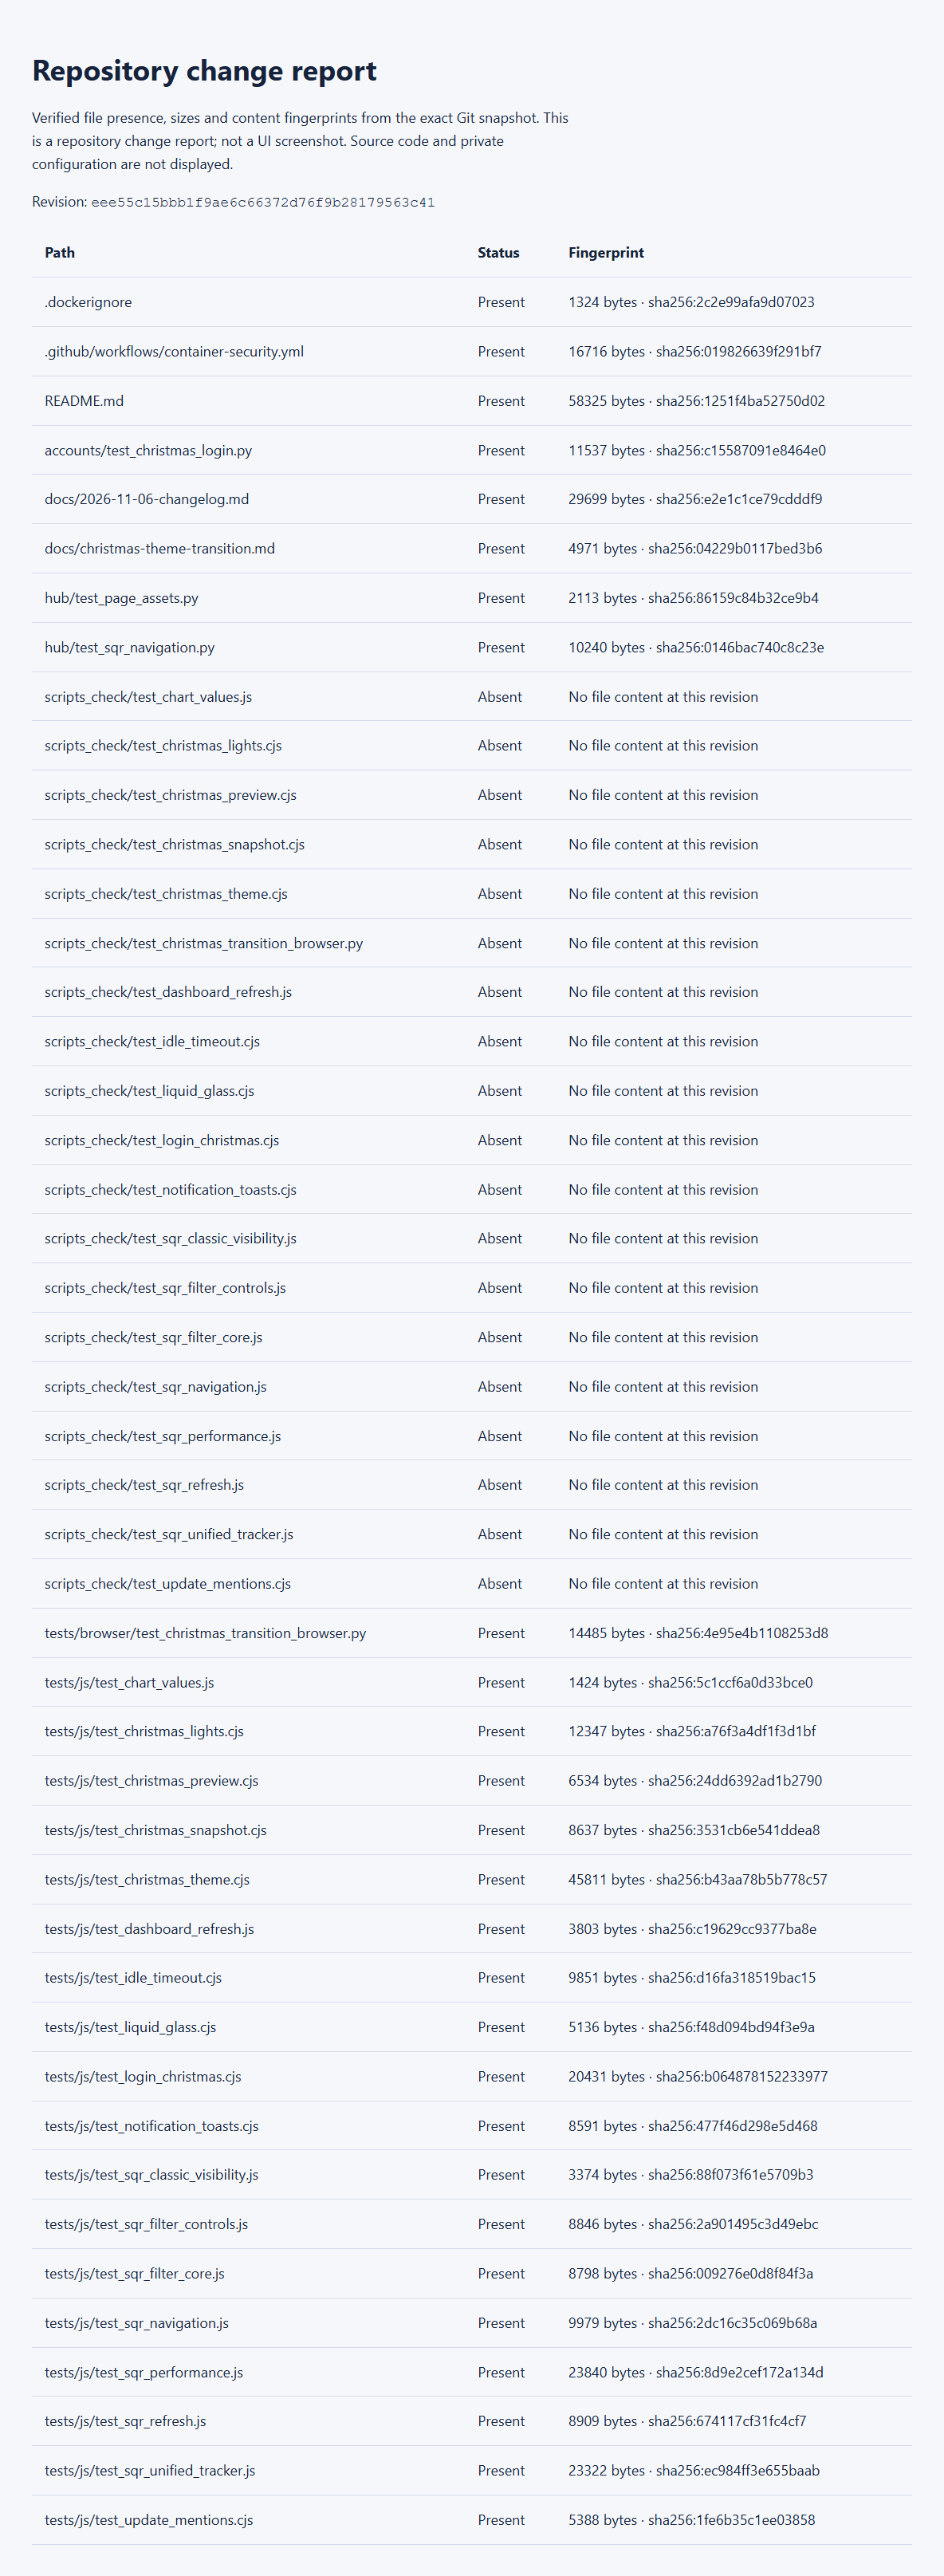 Repository change report
Verified file presence, sizes and content fingerprints from the exact Git snapshot. This
is a repository change report; not a UI screenshot. Source code and private
configuration are not displayed.
Revision: eee55c15bbb1f9ae6c66372d76f9b28179563c41
Path Status Fingerprint
.dockerignore Present 1324 bytes · sha256:2c2e99afa9d07023
.github/workflows/container-security.yml Present 16716 bytes · sha256:019826639f291bf7
README.md Present 58325 bytes · sha256:1251f4ba52750d02
accounts/test_christmas_login.py Present 11537 bytes · sha256:c15587091e8464e0
docs/2026-11-06-changelog.md Present 29699 bytes · sha256:e2e1c1ce79cdddf9
docs/christmas-theme-transition.md Present 4971 bytes · sha256:04229b0117bed3b6
hub/test_page_assets.py Present 2113 bytes · sha256:86159c84b32ce9b4
hub/test_sqr_navigation.py Present 10240 bytes · sha256:0146bac740c8c23e
scripts_check/test_chart_values.js Absent No file content at this revision
scripts_check/test_christmas_lights.cjs Absent No file content at this revision
scripts_check/test_christmas_preview.cjs Absent No file content at this revision
scripts_check/test_christmas_snapshot.cjs Absent No file content at this revision
scripts_check/test_christmas_theme.cjs Absent No file content at this revision
scripts_check/test_christmas_transition_browser.py Absent No file content at this revision
scripts_check/test_dashboard_refresh.js Absent No file content at this revision
scripts_check/test_idle_timeout.cjs Absent No file content at this revision
scripts_check/test_liquid_glass.cjs Absent No file content at this revision
scripts_check/test_login_christmas.cjs Absent No file content at this revision
scripts_check/test_notification_toasts.cjs Absent No file content at this revision
scripts_check/test_sqr_classic_visibility.js Absent No file content at this revision
scripts_check/test_sqr_filter_controls.js Absent No file content at this revision
scripts_check/test_sqr_filter_core.js Absent No file content at this revision
scripts_check/test_sqr_navigation.js Absent No file content at this revision
scripts_check/test_sqr_performance.js Absent No file content at this revision
scripts_check/test_sqr_refresh.js Absent No file content at this revision
scripts_check/test_sqr_unified_tracker.js Absent No file content at this revision
scripts_check/test_update_mentions.cjs Absent No file content at this revision
tests/browser/test_christmas_transition_browser.py Present 14485 bytes · sha256:4e95e4b1108253d8
tests/js/test_chart_values.js Present 1424 bytes · sha256:5c1ccf6a0d33bce0
tests/js/test_christmas_lights.cjs Present 12347 bytes · sha256:a76f3a4df1f3d1bf
tests/js/test_christmas_preview.cjs Present 6534 bytes · sha256:24dd6392ad1b2790
tests/js/test_christmas_snapshot.cjs Present 8637 bytes · sha256:3531cb6e541ddea8
tests/js/test_christmas_theme.cjs Present 45811 bytes · sha256:b43aa78b5b778c57
tests/js/test_dashboard_refresh.js Present 3803 bytes · sha256:c19629cc9377ba8e
tests/js/test_idle_timeout.cjs Present 9851 bytes · sha256:d16fa318519bac15
tests/js/test_liquid_glass.cjs Present 5136 bytes · sha256:f48d094bd94f3e9a
tests/js/test_login_christmas.cjs Present 20431 bytes · sha256:b064878152233977
tests/js/test_notification_toasts.cjs Present 8591 bytes · sha256:477f46d298e5d468
tests/js/test_sqr_classic_visibility.js Present 3374 bytes · sha256:88f073f61e5709b3
tests/js/test_sqr_filter_controls.js Present 8846 bytes · sha256:2a901495c3d49ebc
tests/js/test_sqr_filter_core.js Present 8798 bytes · sha256:009276e0d8f84f3a
tests/js/test_sqr_navigation.js Present 9979 bytes · sha256:2dc16c35c069b68a
tests/js/test_sqr_performance.js Present 23840 bytes · sha256:8d9e2cef172a134d
tests/js/test_sqr_refresh.js Present 8909 bytes · sha256:674117cf31fc4cf7
tests/js/test_sqr_unified_tracker.js Present 23322 bytes · sha256:ec984ff3e655baab
tests/js/test_update_mentions.cjs Present 5388 bytes · sha256:1fe6b35c1ee03858